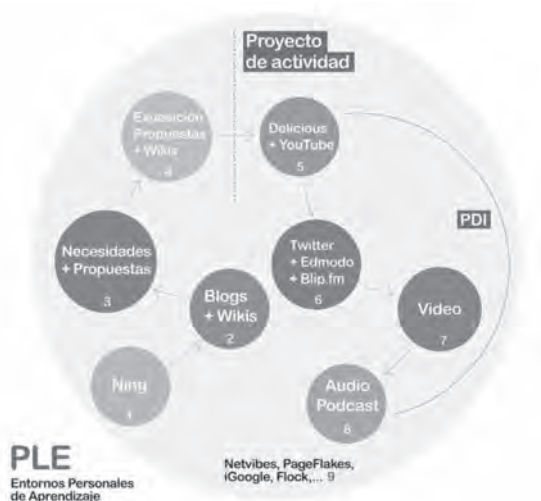 Proyecto
de actividad
Exposición
Propuestas
+ Wikis
4
Delicious
+ YouTube
5
PDI
Necesidades
+ Propuestas
3
Blogs
+ Wikis
2
Twitter
+ Edmodo
+ Blip.fm
6
Video
7
Ning
1
Audio
Podcast
8
PLE
Entornos Personales
de Aprendizaje
Netvibes, PageFlakes,
iGoogle, Flock,... 9